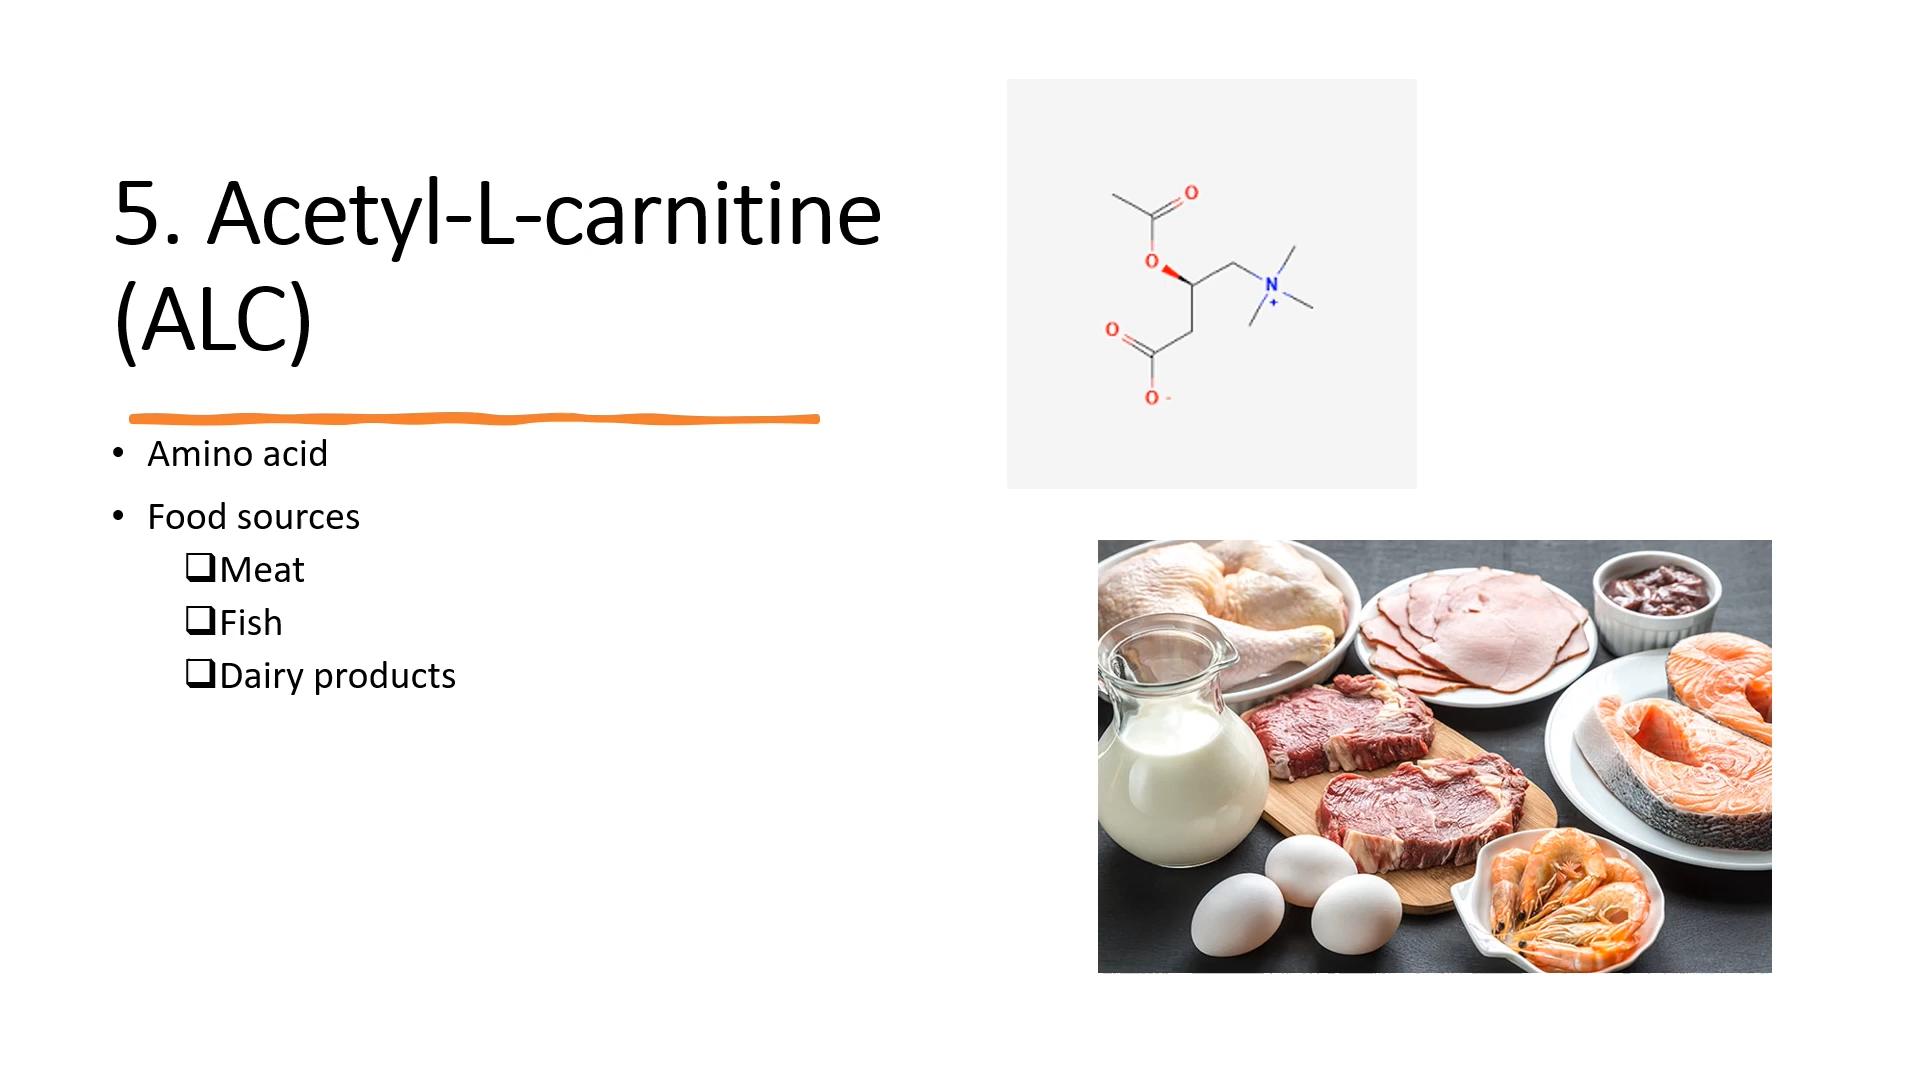 5. Acetyl-L-carnitine
(ALC)
• Amino acid
• Food sources
❑Meat
❑Fish
❑Dairy products
O
O
N
+
O
O -